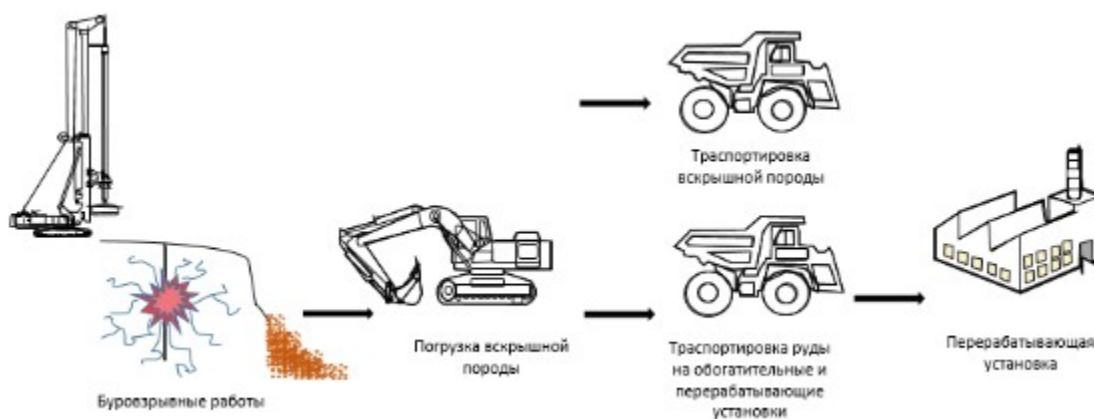 Траспортировка
вскрышной породы
Погрузка вскрышной
породы
Траспортировка руды
на обогатительные и
перерабатывающие
установки
Перерабатывающая
установка
Буровзрывные работы